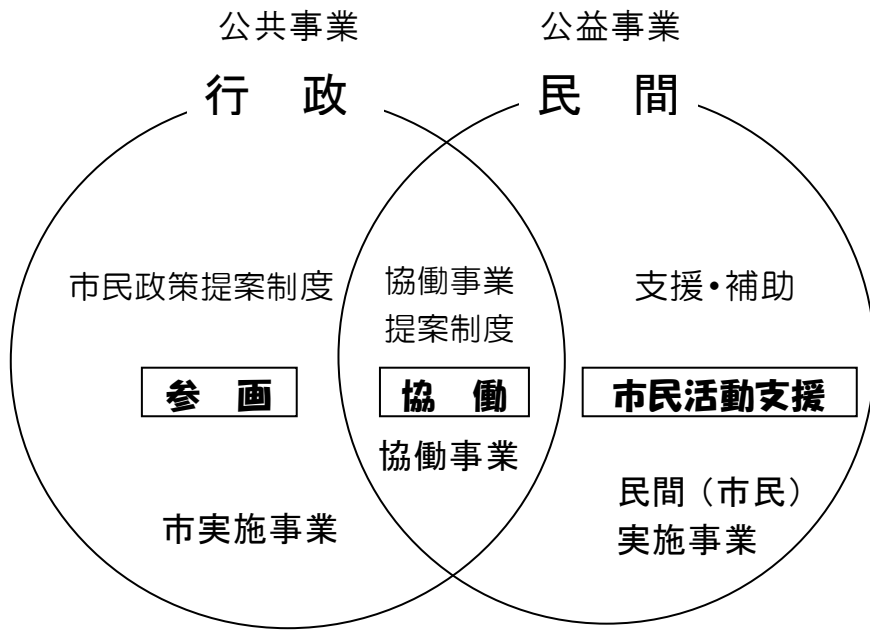 公共事業
公益事業
行　政
民　間
市民政策提案制度
協働事業
提案制度
支援・補助
参　画
協　働
市民活動支援
協働事業
市実施事業
民間（市民）
実施事業